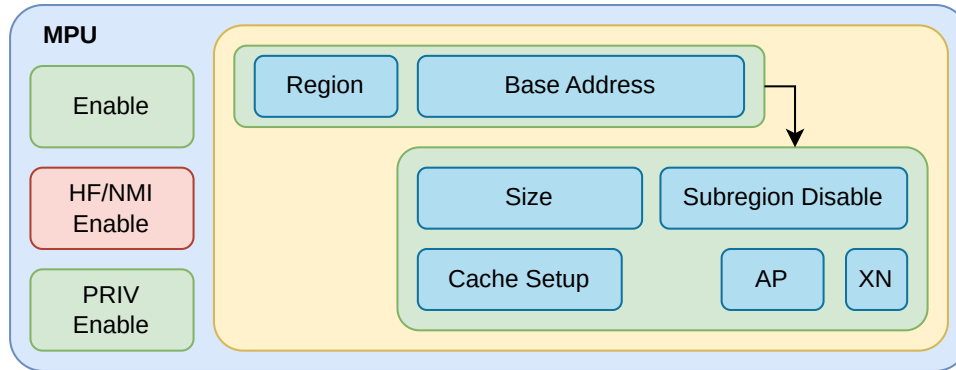 MPU
Enable
HF/NMI
Enable
PRIV
Enable
Region
Base Address
Size
Subregion Disable
Cache Setup
AP
XN